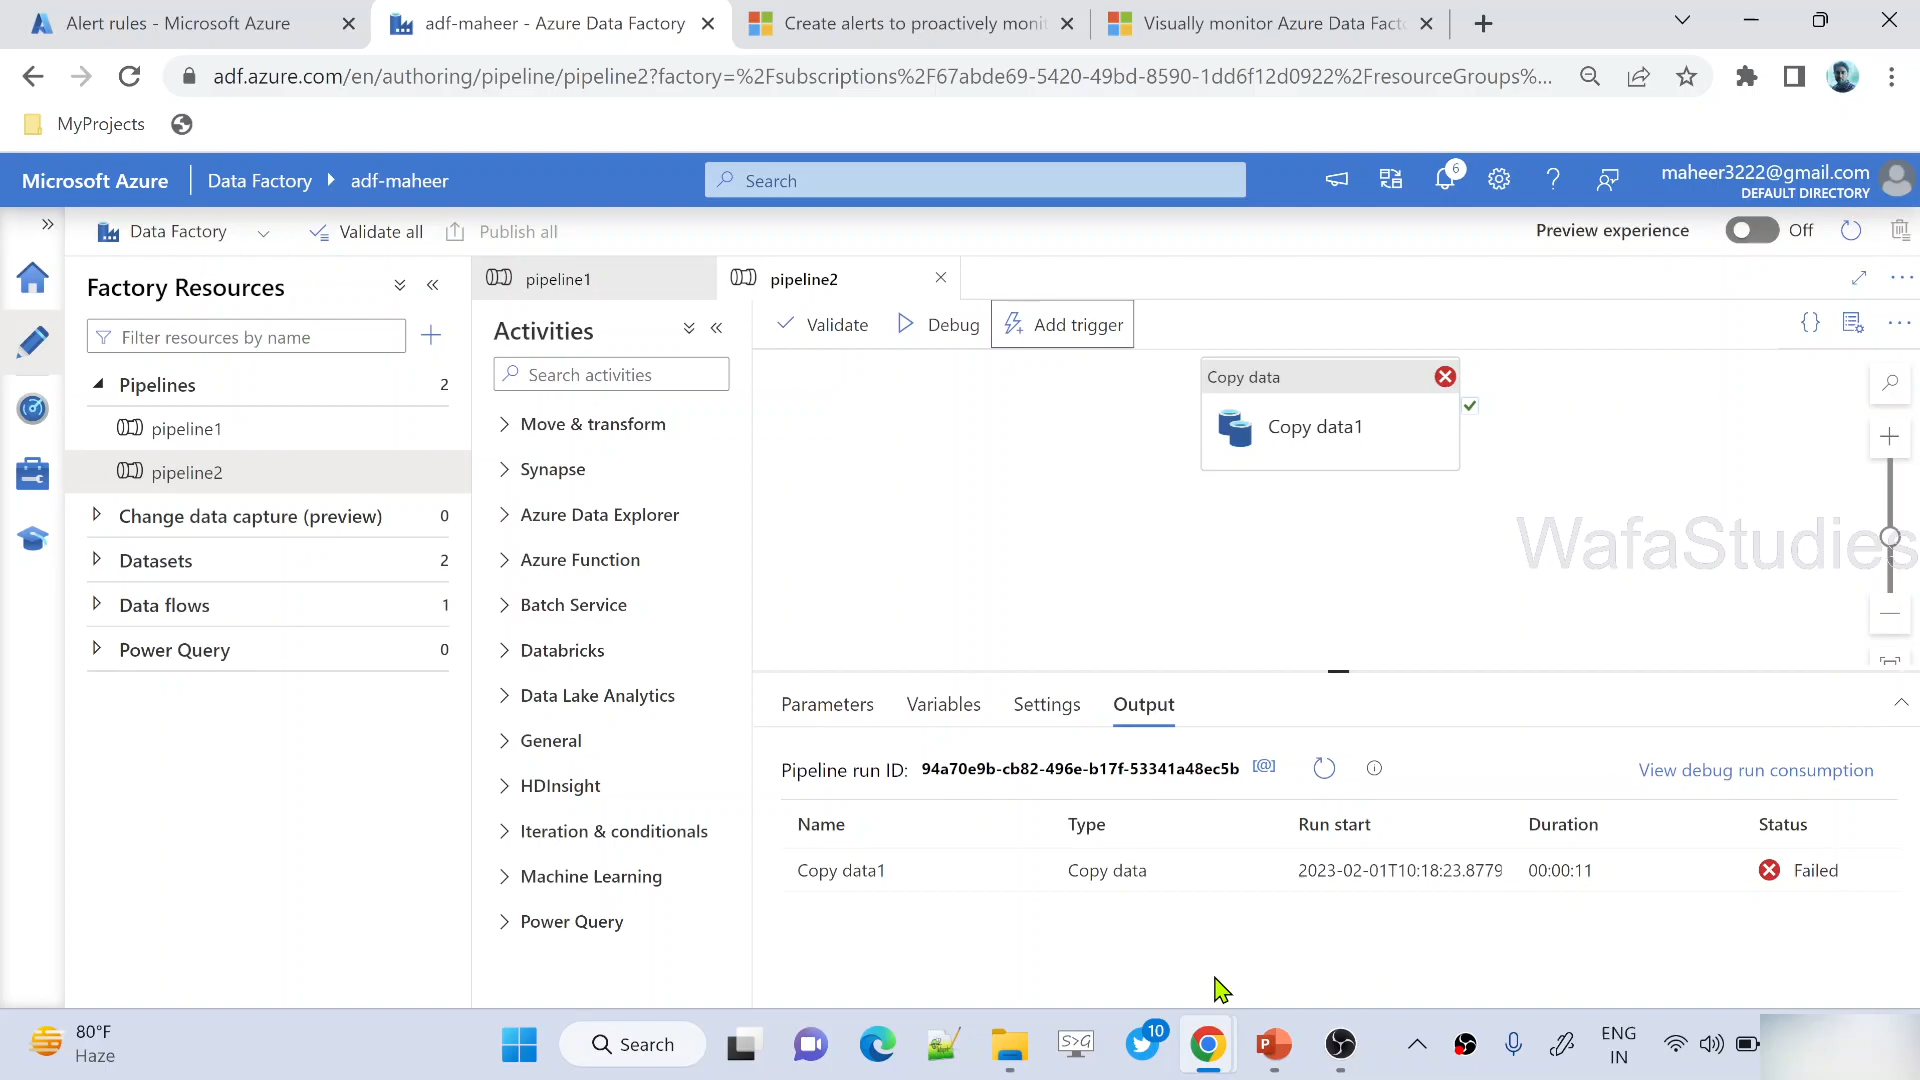 Alert rules - Microsoft Azure
adf-maheer - Azure Data Factory
Create alerts to proactively moni
Visually monitor Azure Data Fact
adf.azure.com/en/authoring/pipeline/pipeline2?factory=%2Fsubscriptions%2F67abde69-5420-49bd-8590-1dd6f12d0922%2FresourceGroups%...
MyProjects
Microsoft Azure
Data Factory
adf-maheer
Search
6
maheer3222@gmail.com
DEFAULT DIRECTORY
Data Factory
Validate all
Publish all
Preview experience
Off
Factory Resources
Filter resources by name
Pipelines 2
pipeline1
pipeline2
Change data capture (preview) 0
Datasets 2
Data flows 1
Power Query 0
pipeline1
pipeline2
Activities
Search activities
Move & transform
Synapse
Azure Data Explorer
Azure Function
Batch Service
Databricks
Data Lake Analytics
General
HDInsight
Iteration & conditionals
Machine Learning
Power Query
Validate
Debug
Add trigger
Copy data
Copy data1
WafaStudies
Parameters
Variables
Settings
Output
Pipeline run ID: 94a70e9b-cb82-496e-b17f-53341a48ec5b
View debug run consumption
Name Type Run start Duration Status
Copy data1 Copy data 2023-02-01T10:18:23.8779 00:00:11 Failed
80°F
Haze
Search
S>G
10
ENG
IN